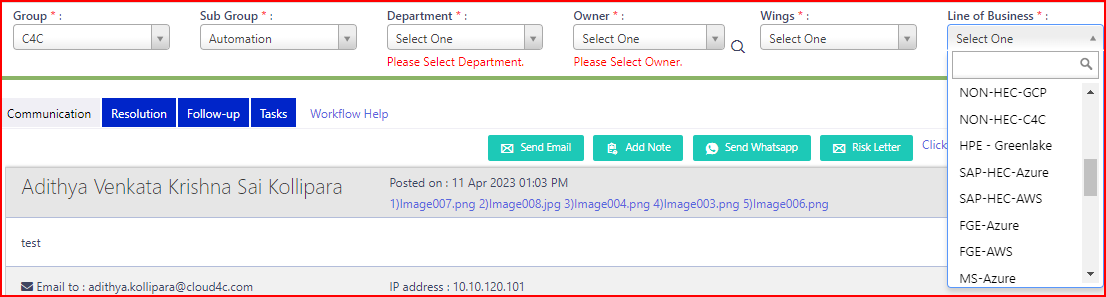 Group * : Sub Group * : Department * : Owner * : Wings * : Line of Business * :
C4C Automation Select One Select One Select One Select One
Please Select Department. Please Select Owner.
NON-HEC-GCP
NON-HEC-C4C
HPE - Greenlake
SAP-HEC-Azure
SAP-HEC-AWS
FGE-Azure
FGE-AWS
MS-Azure
Communication Resolution Follow-up Tasks Workflow Help
Send Email Add Note Send Whatsapp Risk Letter Click
Adithya Venkata Krishna Sai Kollipara Posted on : 11 Apr 2023 01:03 PM
1)Image007.png 2)Image008.jpg 3)Image004.png 4)Image003.png 5)Image006.png
test
Email to : adithya.kollipara@cloud4c.com IP address : 10.10.120.101